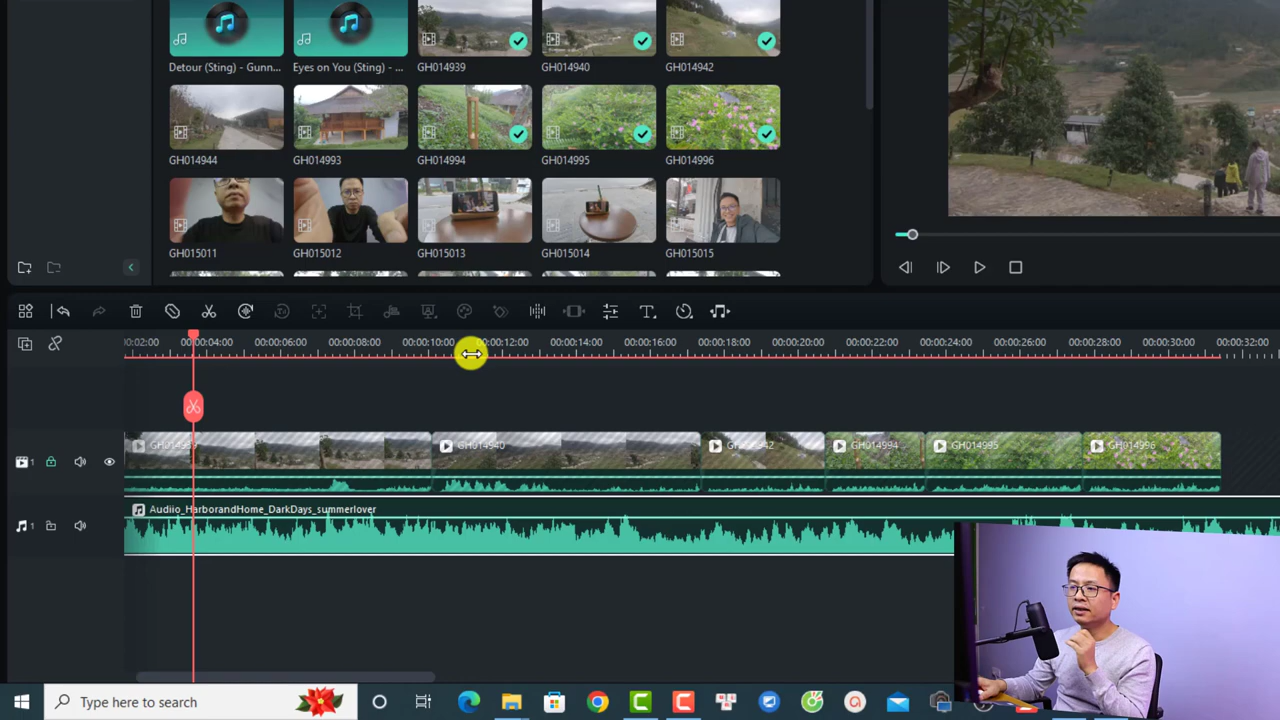 Detour (Sting) - Gunn...
Eyes on You (Sting) - ...
GH014939
GH014940
GH014942
GH014944
GH014993
GH014994
GH014995
GH014996
GH015011
GH015012
GH015013
GH015014
GH015015
:00:02:00
00:00:04:00
00:00:06:00
00:00:08:00
00:00:10:00
00:00:12:00
00:00:14:00
00:00:16:00
00:00:18:00
00:00:20:00
00:00:22:00
00:00:24:00
00:00:26:00
00:00:28:00
00:00:30:00
00:00:32:00
GH014939
GH014940
GH014942
GH014994
GH014995
GH014996
1
Audiio_HarborandHome_DarkDays_summerlover
1
Type here to search